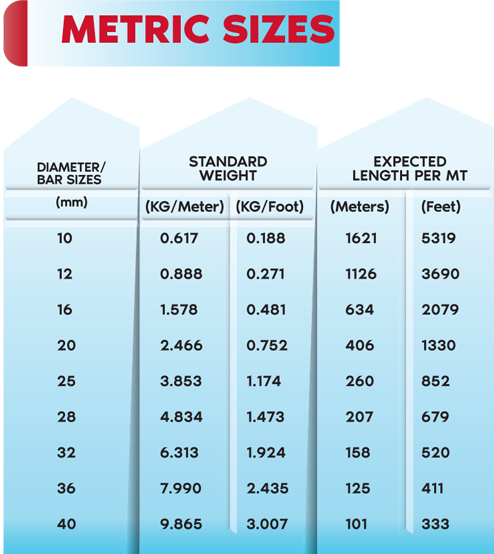 METRIC SIZES
DIAMETER/
BAR SIZES
STANDARD
WEIGHT
EXPECTED
LENGTH PER MT
(mm) (KG/Meter) (KG/Foot) (Meters) (Feet)
10 0.617 0.188 1621 5319
12 0.888 0.271 1126 3690
16 1.578 0.481 634 2079
20 2.466 0.752 406 1330
25 3.853 1.174 260 852
28 4.834 1.473 207 679
32 6.313 1.924 158 520
36 7.990 2.435 125 411
40 9.865 3.007 101 333